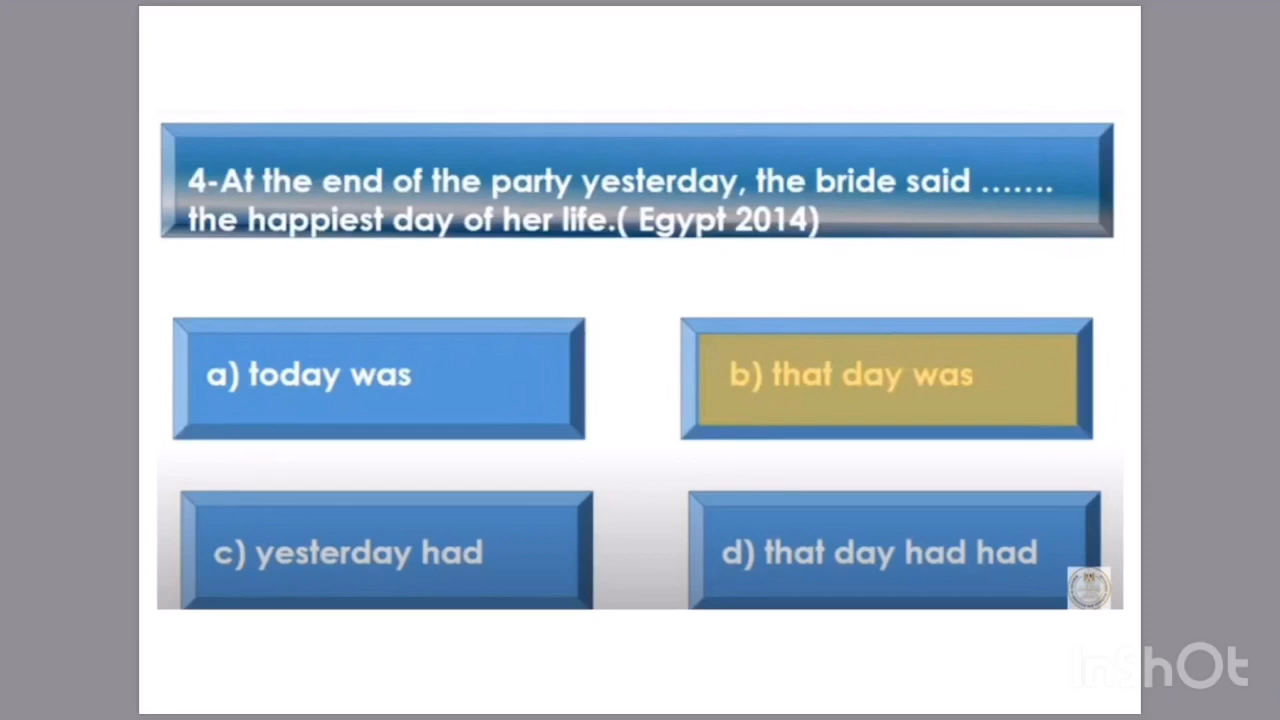 4-At the end of the party yesterday, the bride said .......
the happiest day of her life.( Egypt 2014)
a) today was
b) that day was
c) yesterday had
d) that day had had
InShOt